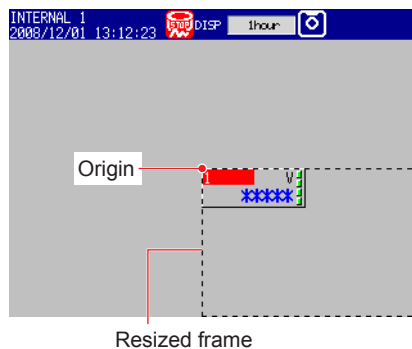 INTERNAL 1
2008/12/01 13:12:23 STOP DISP 1hour
Origin
1 V
*****
Resized frame